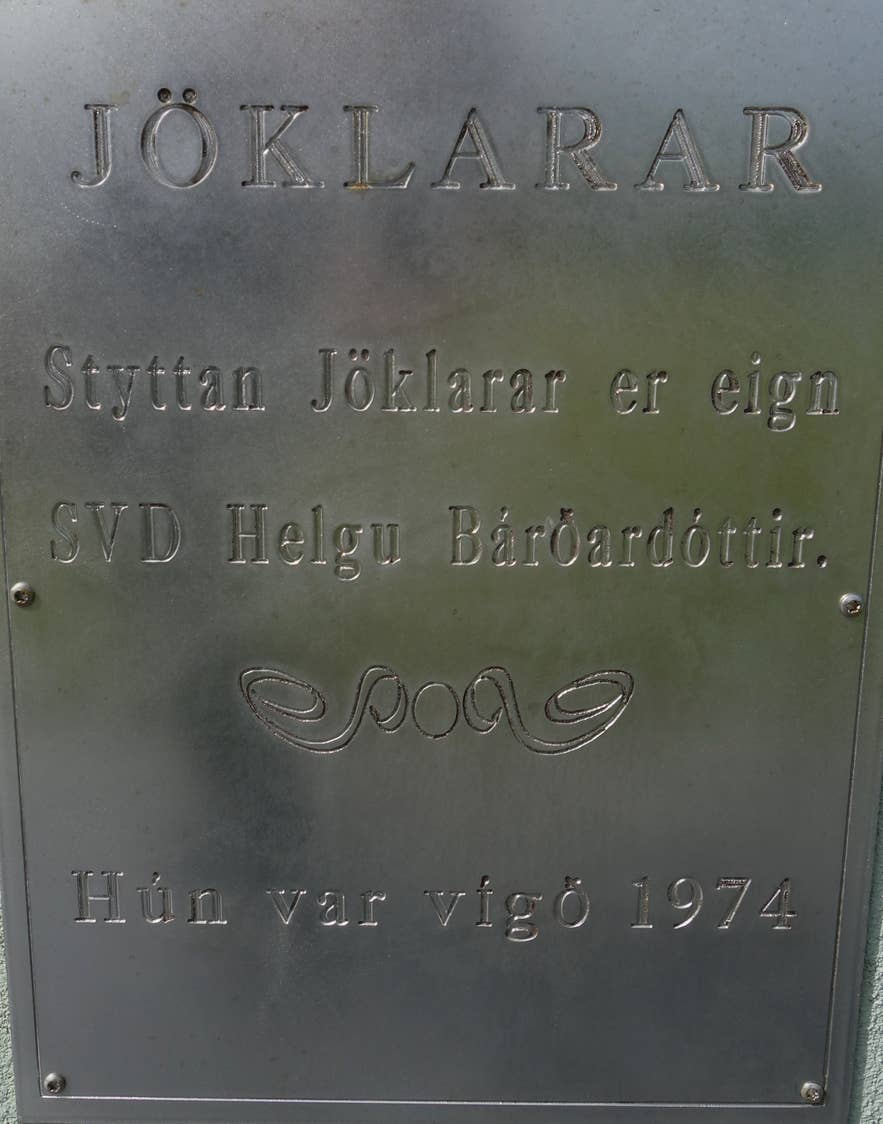 JÖKLARAR
Styttan Jöklarar er eign
SVD Helgu Bárðardóttir.
Hún var vígð 1974